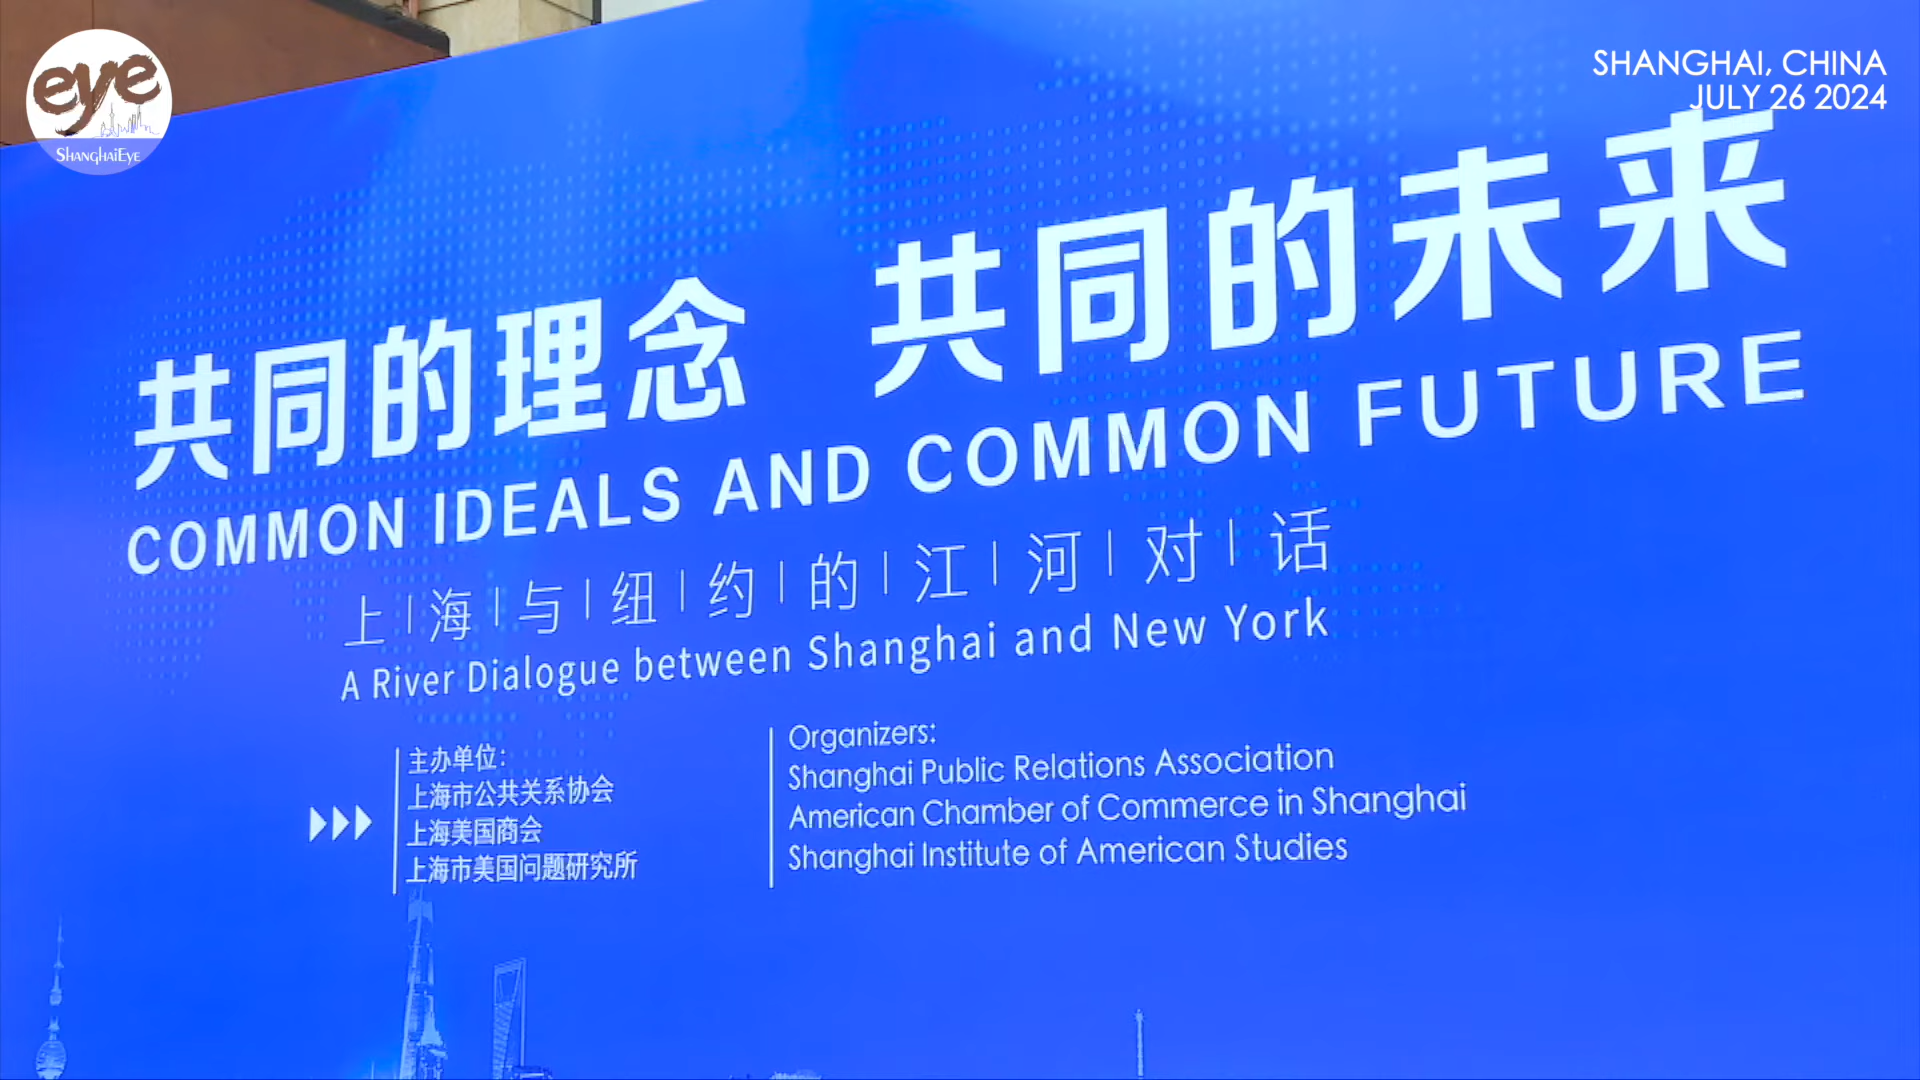 eye
SHANGHAIEYE
SHANGHAI, CHINA
JULY 26 2024
共同的理念 共同的未来
COMMON IDEALS AND COMMON FUTURE
上|海|与|纽|约|的|江|河|对|话
A River Dialogue between Shanghai and New York
主办单位:
上海市公共关系协会
上海美国商会
上海市美国问题研究所
Organizers:
Shanghai Public Relations Association
American Chamber of Commerce in Shanghai
Shanghai Institute of American Studies